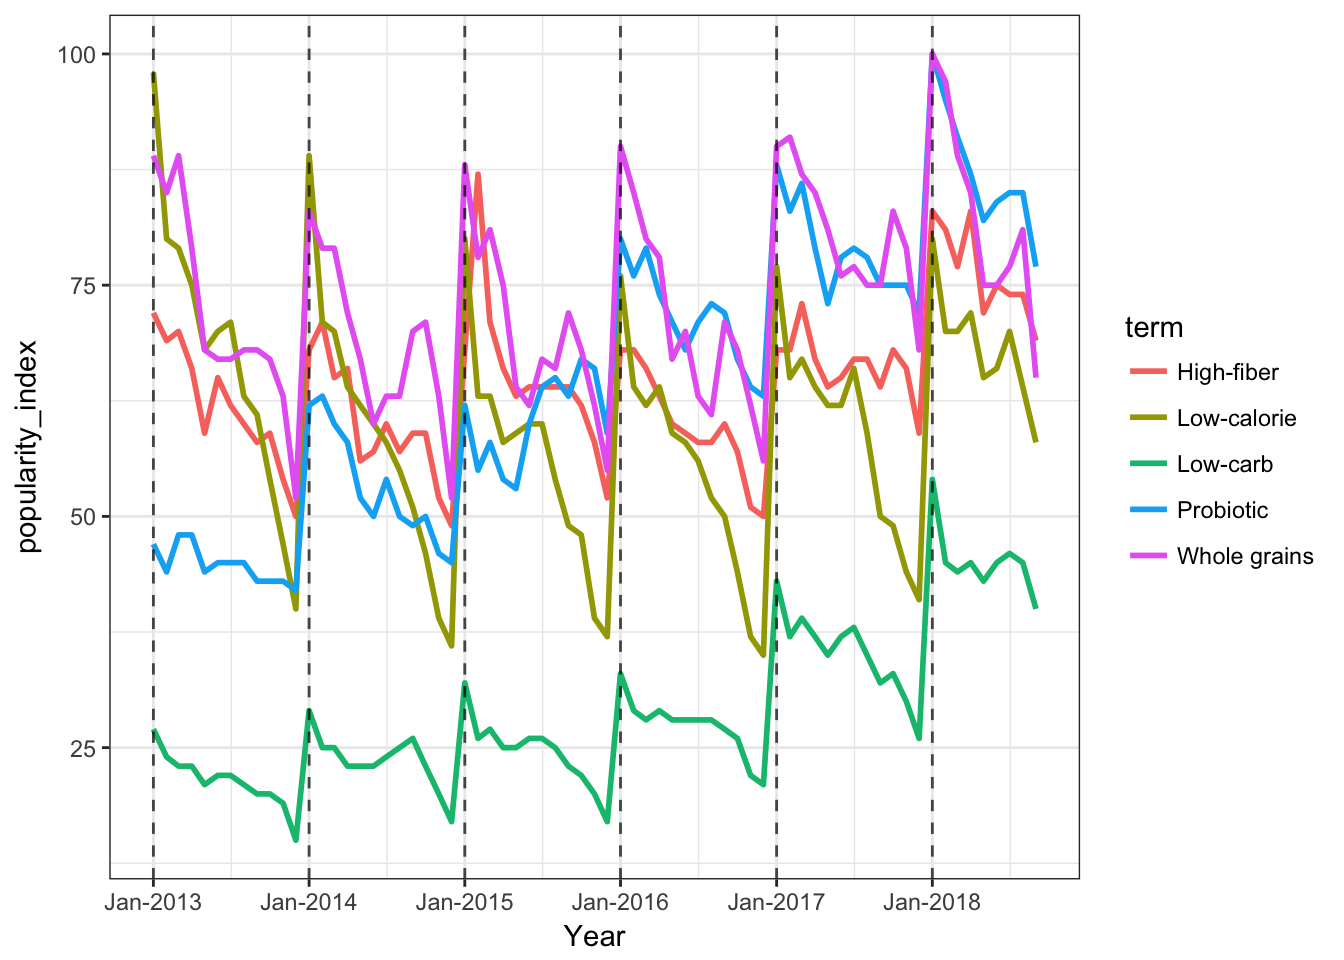 100
75
50
25
popularity_index
Jan-2013 Jan-2014 Jan-2015 Jan-2016 Jan-2017 Jan-2018
Year
term
High-fiber
Low-calorie
Low-carb
Probiotic
Whole grains